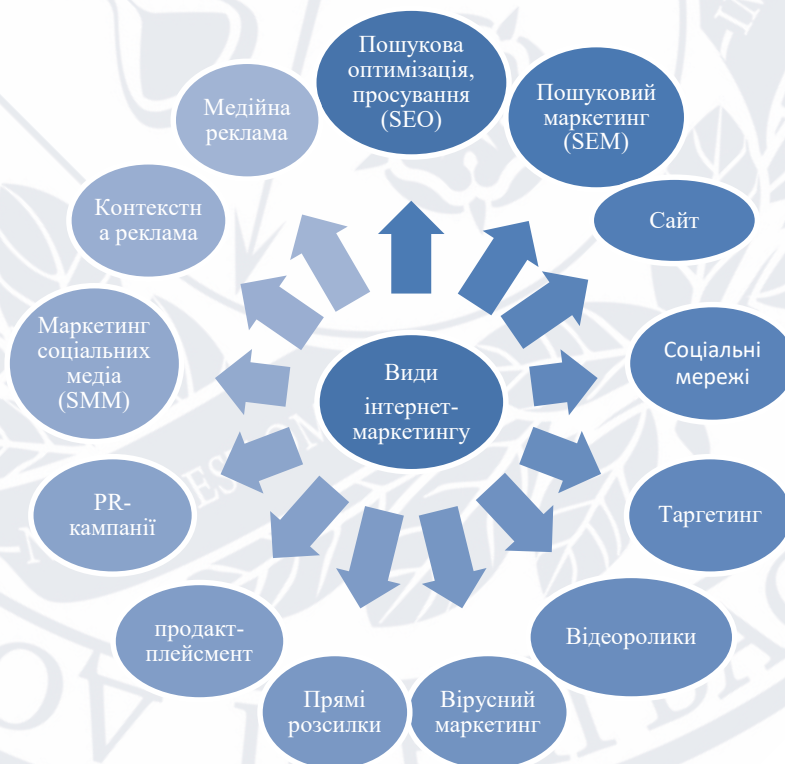 Пошукова
оптимізація,
просування
(SEO)
Пошуковий
маркетинг
(SEM)
Сайт
Соціальні
мережі
Таргетинг
Відеоролики
Вірусний
маркетинг
Прямі
розсилки
продакт-
плейсмент
PR-
кампанії
Маркетинг
соціальних
медіа
(SMM)
Контекстн
а реклама
Медійна
реклама
Види
інтернет-
маркетингу